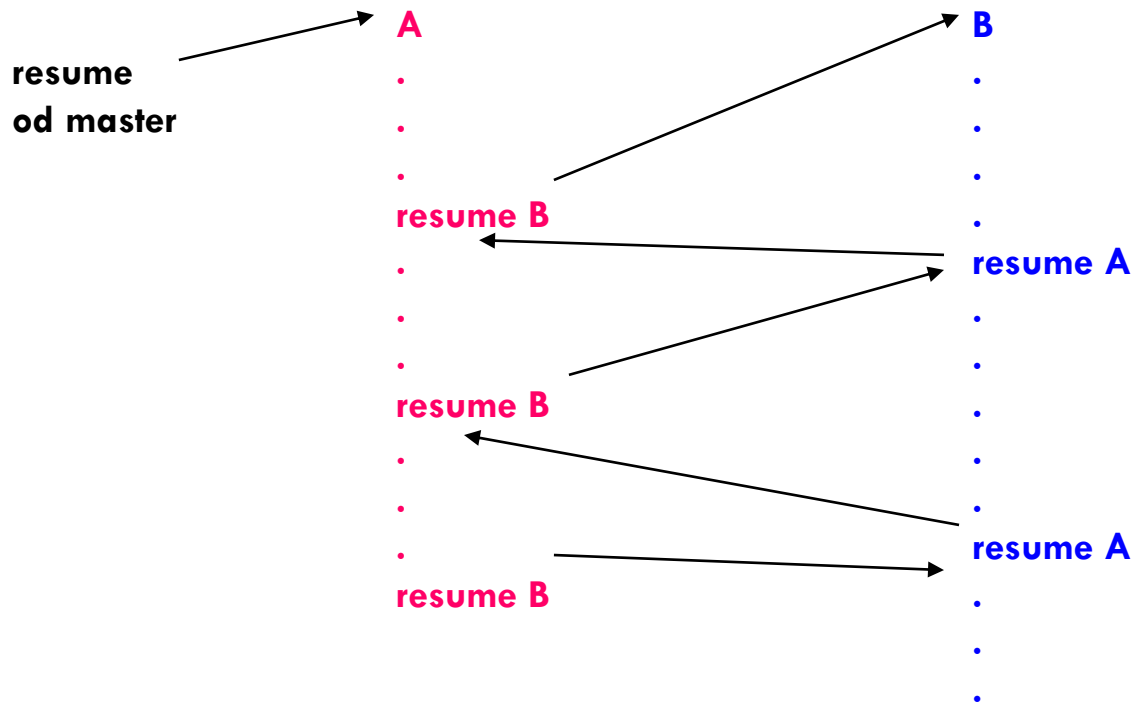 A
B
resume
od master
.
.
.
.
.
.
.
resume B
.
resume A
.
.
.
.
.
resume B
.
.
.
.
.
.
resume A
.
resume B
.
.
.